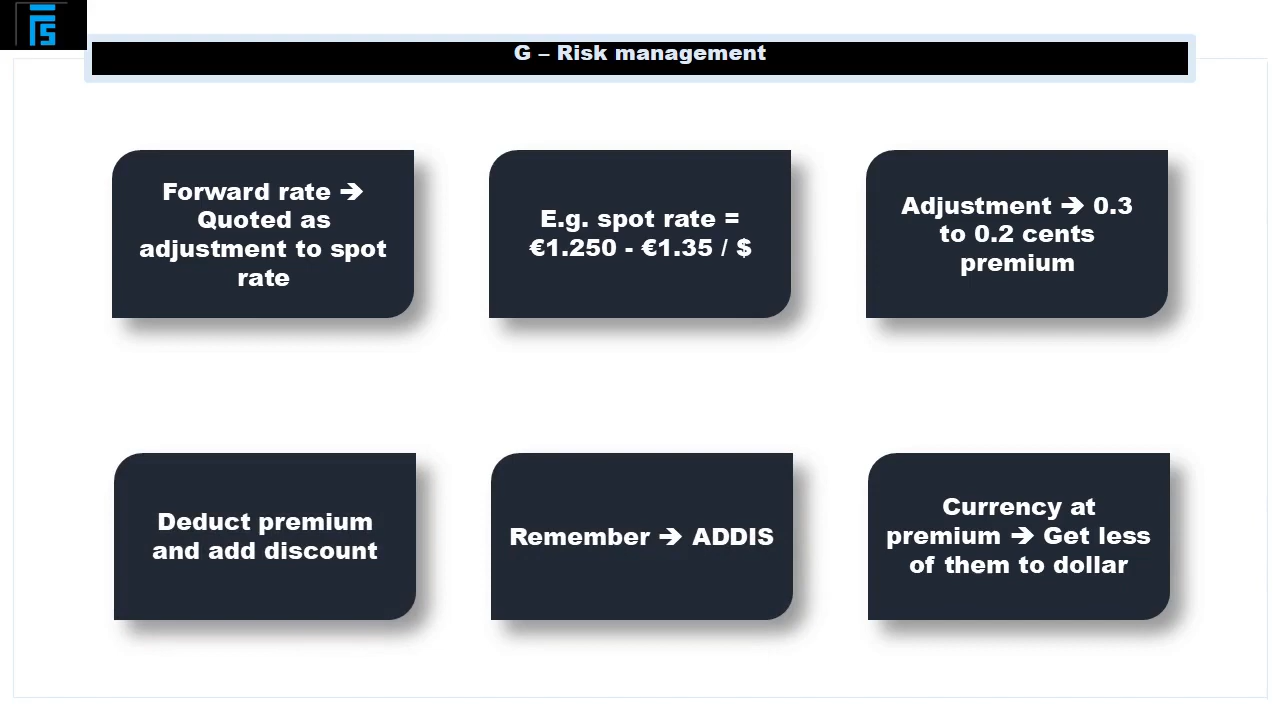 G – Risk management
Forward rate ➔
Quoted as
adjustment to spot
rate
E.g. spot rate =
€1.250 - €1.35 / $
Adjustment ➔ 0.3
to 0.2 cents
premium
Deduct premium
and add discount
Remember ➔ ADDIS
Currency at
premium ➔ Get less
of them to dollar